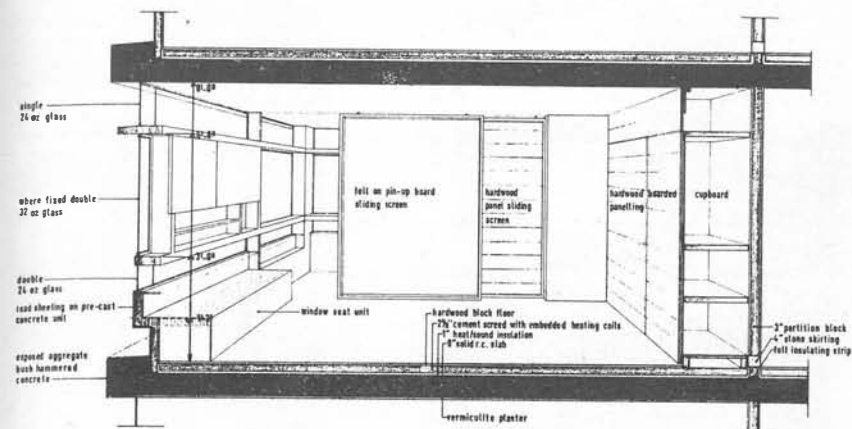 single
24 oz glass
where fixed double
32 oz glass
double
24 oz glass
lead sheeting on pre-cast
concrete unit
exposed aggregate
bush hammered
concrete
window seat unit
felt on pin-up board
sliding screen
hardwood
panel sliding
screen
hardwood boarded
panelling
cupboard
hardwood block floor
2½" cement screed with embedded heating coils
1" heat/sound insulation
8" solid r.c. slab
vermiculite plaster
3" partition block
4" stone skirting
felt insulating strip